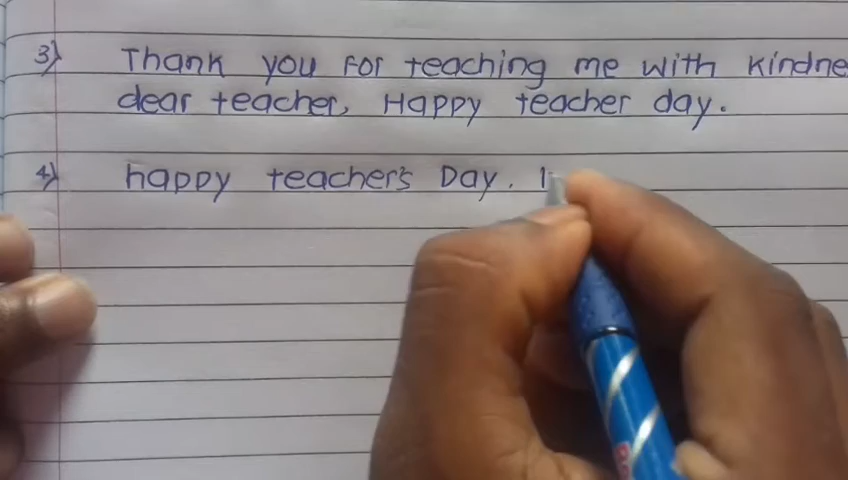 3) Thank you For teaching me with kindne
dear teacher, Happy teacher day.
4) happy teacher's Day. I